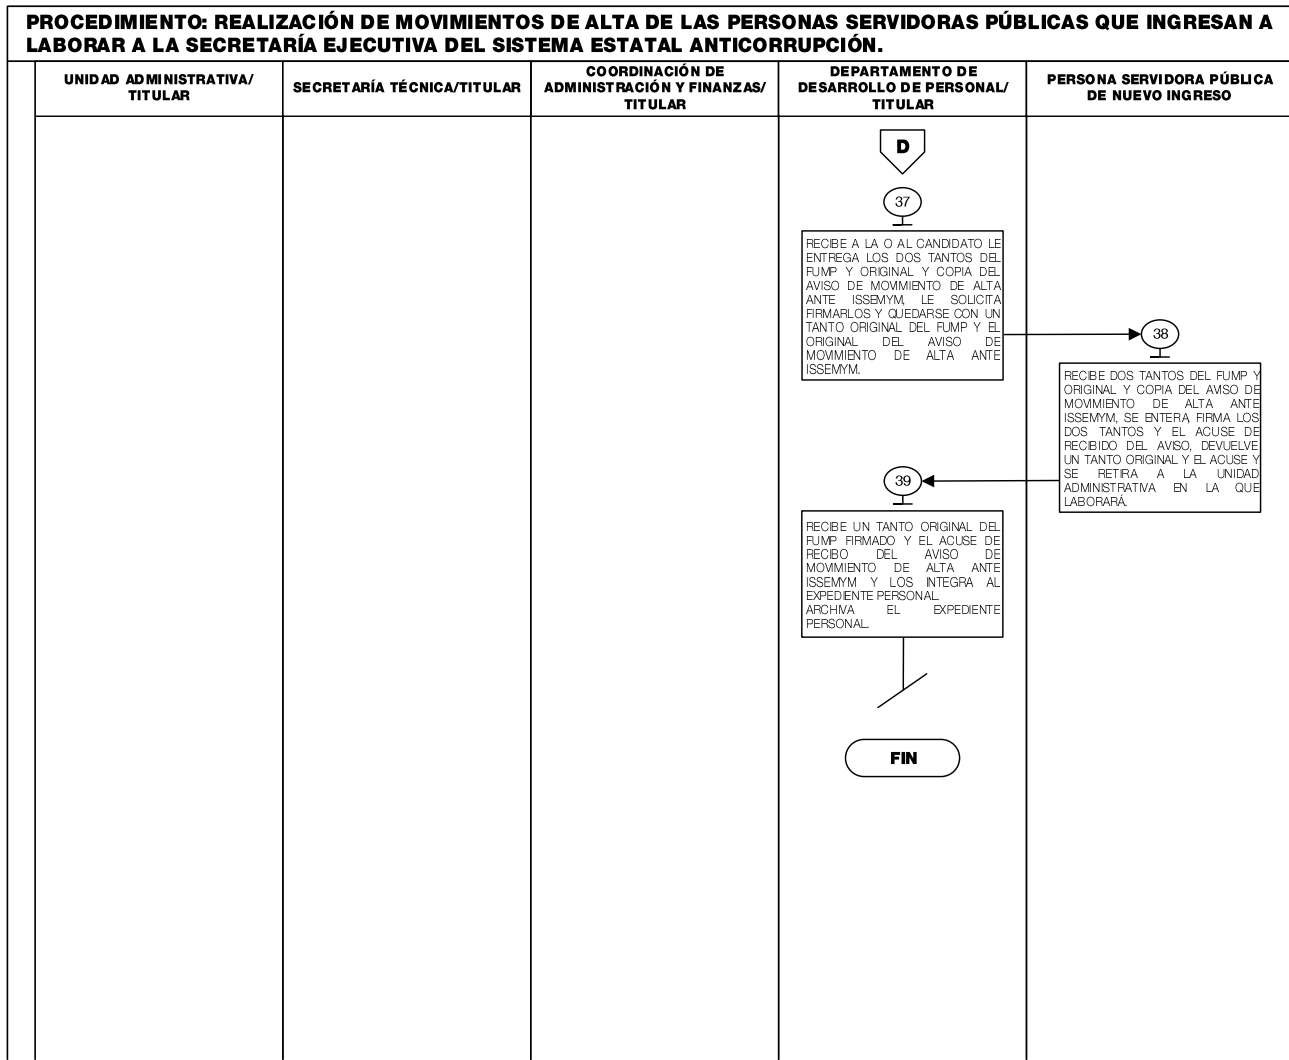 PROCEDIMIENTO: REALIZACIÓN DE MOVIMIENTOS DE ALTA DE LAS PERSONAS SERVIDORAS PÚBLICAS QUE INGRESAN A
LABORAR A LA SECRETARÍA EJECUTIVA DEL SISTEMA ESTATAL ANTICORRUPCIÓN.
UNIDAD ADMINISTRATIVA/
TITULAR
SECRETARÍA TÉCNICA/TITULAR
COORDINACIÓN DE
ADMINISTRACIÓN Y FINANZAS/
TITULAR
DEPARTAMENTO DE
DESARROLLO DE PERSONAL/
TITULAR
PERSONA SERVIDORA PÚBLICA
DE NUEVO INGRESO
D
37
RECIBE A LA O AL CANDIDATO LE
ENTREGA LOS DOS TANTOS DEL
FUMP Y ORIGINAL Y COPIA DEL
AVISO DE MOVIMIENTO DE ALTA
ANTE ISSEMYM, LE SOLICITA
FIRMARLOS Y QUEDARSE CON UN
TANTO ORIGINAL DEL FUMP Y EL
ORIGINAL DEL AVISO DE
MOVIMIENTO DE ALTA ANTE
ISSEMYM.
38
RECIBE DOS TANTOS DEL FUMP Y
ORIGINAL Y COPIA DEL AVISO DE
MOVIMIENTO DE ALTA ANTE
ISSEMYM, SE ENTERA, FIRMA LOS
DOS TANTOS Y EL ACUSE DE
RECIBIDO DEL AVISO, DEVUELVE
UN TANTO ORIGINAL Y EL ACUSE Y
SE RETIRA A LA UNIDAD
ADMINISTRATIVA EN LA QUE
LABORARÁ.
39
RECIBE UN TANTO ORIGINAL DEL
FUMP FIRMADO Y EL ACUSE DE
RECIBO DEL AVISO DE
MOVIMIENTO DE ALTA ANTE
ISSEMYM Y LOS INTEGRA AL
EXPEDIENTE PERSONAL.
ARCHIVA EL EXPEDIENTE
PERSONAL.
FIN